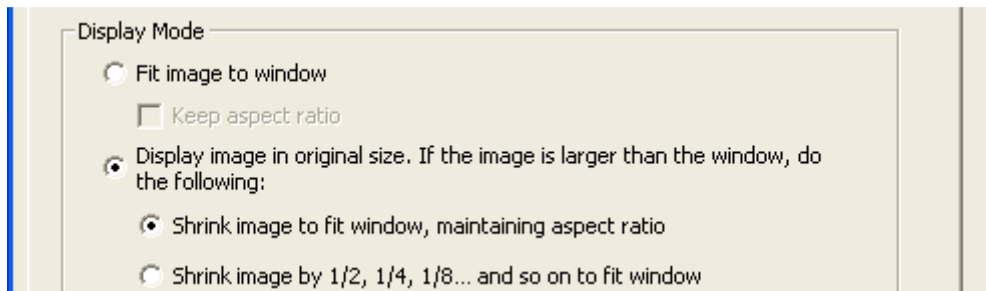 Display Mode
Fit image to window
Keep aspect ratio
Display image in original size. If the image is larger than the window, do
the following:
Shrink image to fit window, maintaining aspect ratio
Shrink image by 1/2, 1/4, 1/8... and so on to fit window